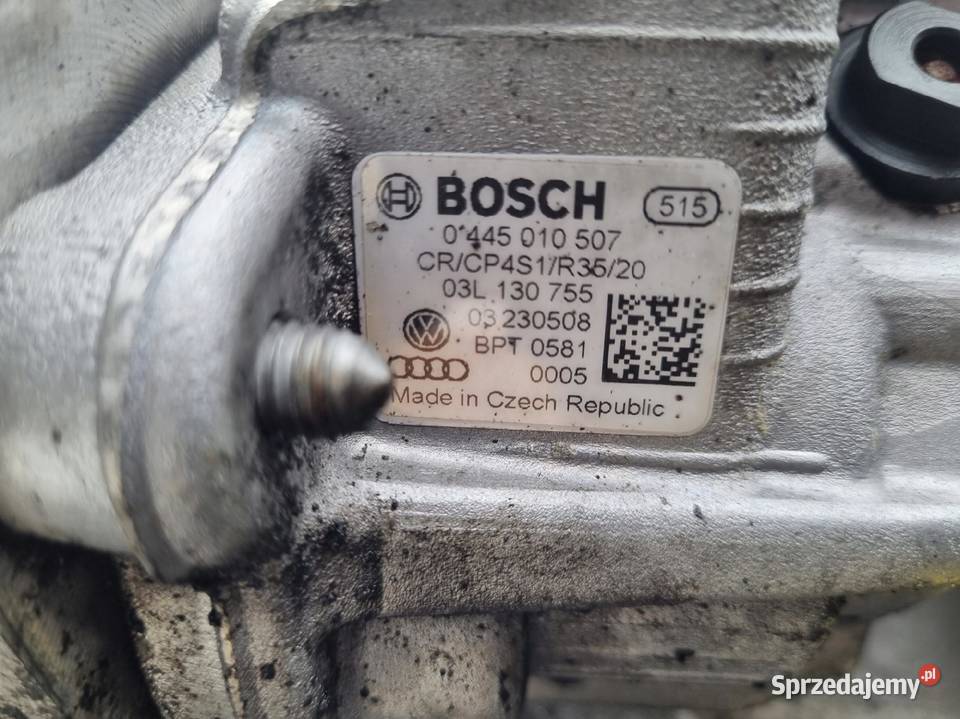 BOSCH 515
0 445 010 507
CR/CP4S1/R35/20
03L 130 755
03 230508
BPT 0581
0005
Made in Czech Republic
Sprzedajemy.pl